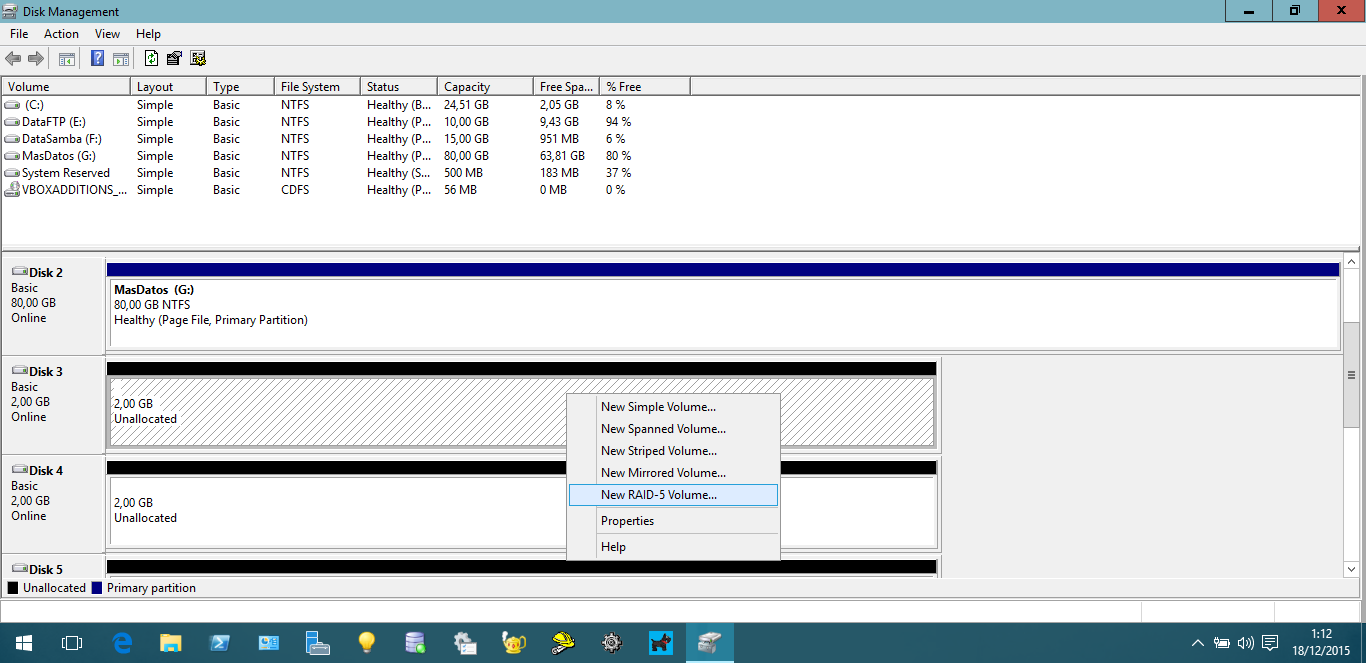 Disk Management
File Action View Help
Volume Layout Type File System Status Capacity Free Spa... % Free
(C:) Simple Basic NTFS Healthy (B... 24,51 GB 2,05 GB 8 %
DataFTP (E:) Simple Basic NTFS Healthy (P... 10,00 GB 9,43 GB 94 %
DataSamba (F:) Simple Basic NTFS Healthy (P... 15,00 GB 951 MB 6 %
MasDatos (G:) Simple Basic NTFS Healthy (P... 80,00 GB 63,81 GB 80 %
System Reserved Simple Basic NTFS Healthy (S... 500 MB 183 MB 37 %
VBOXADDITIONS_... Simple Basic CDFS Healthy (P... 56 MB 0 MB 0 %
Disk 2
Basic
80,00 GB
Online
MasDatos (G:)
80,00 GB NTFS
Healthy (Page File, Primary Partition)
Disk 3
Basic
2,00 GB
Online
2,00 GB
Unallocated
New Simple Volume...
New Spanned Volume...
New Striped Volume...
New Mirrored Volume...
New RAID-5 Volume...
Properties
Help
Disk 4
Basic
2,00 GB
Online
2,00 GB
Unallocated
Disk 5
Unallocated Primary partition
1:12
18/12/2015